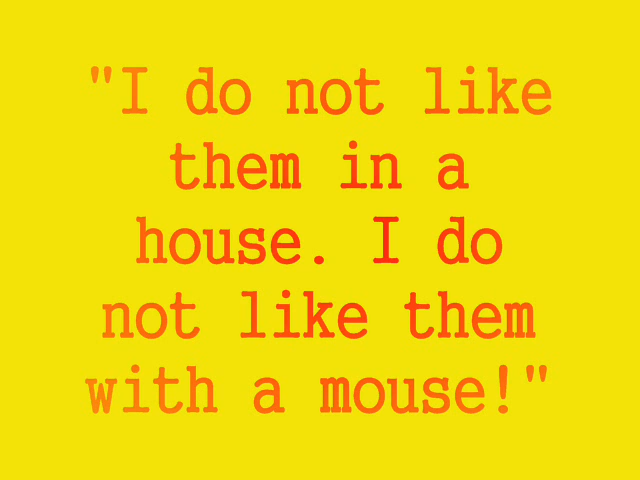 "I do not like
them in a
house. I do
not like them
with a mouse!"